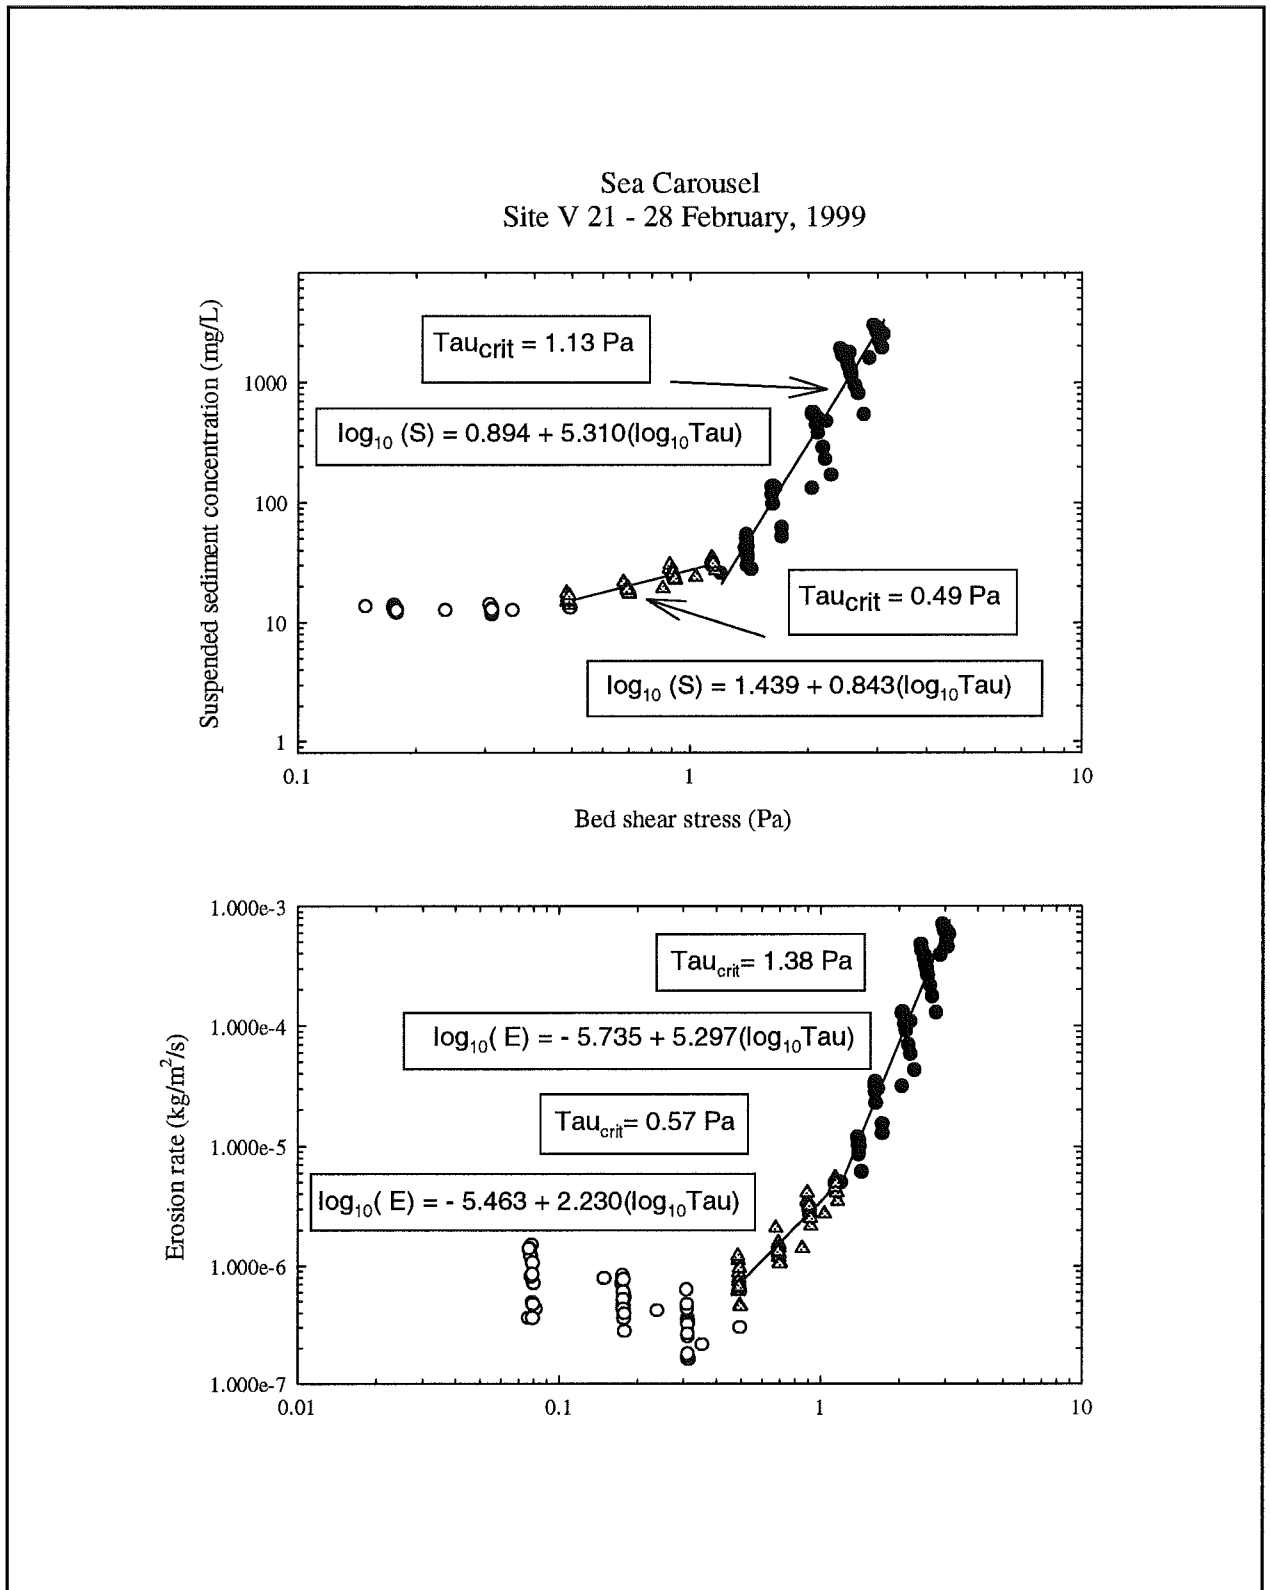 Sea Carousel
Site V 21 - 28 February, 1999
Suspended sediment concentration (mg/L)
1000
100
10
1
Tau_crit = 1.13 Pa
log₁₀ (S) = 0.894 + 5.310(log₁₀Tau)
Tau_crit = 0.49 Pa
log₁₀ (S) = 1.439 + 0.843(log₁₀Tau)
0.1
1
10
Bed shear stress (Pa)
Erosion rate (kg/m²/s)
1.000e-3
1.000e-4
1.000e-5
1.000e-6
1.000e-7
Tau_crit= 1.38 Pa
log₁₀( E) = - 5.735 + 5.297(log₁₀Tau)
Tau_crit= 0.57 Pa
log₁₀( E) = - 5.463 + 2.230(log₁₀Tau)
0.01
0.1
1
10